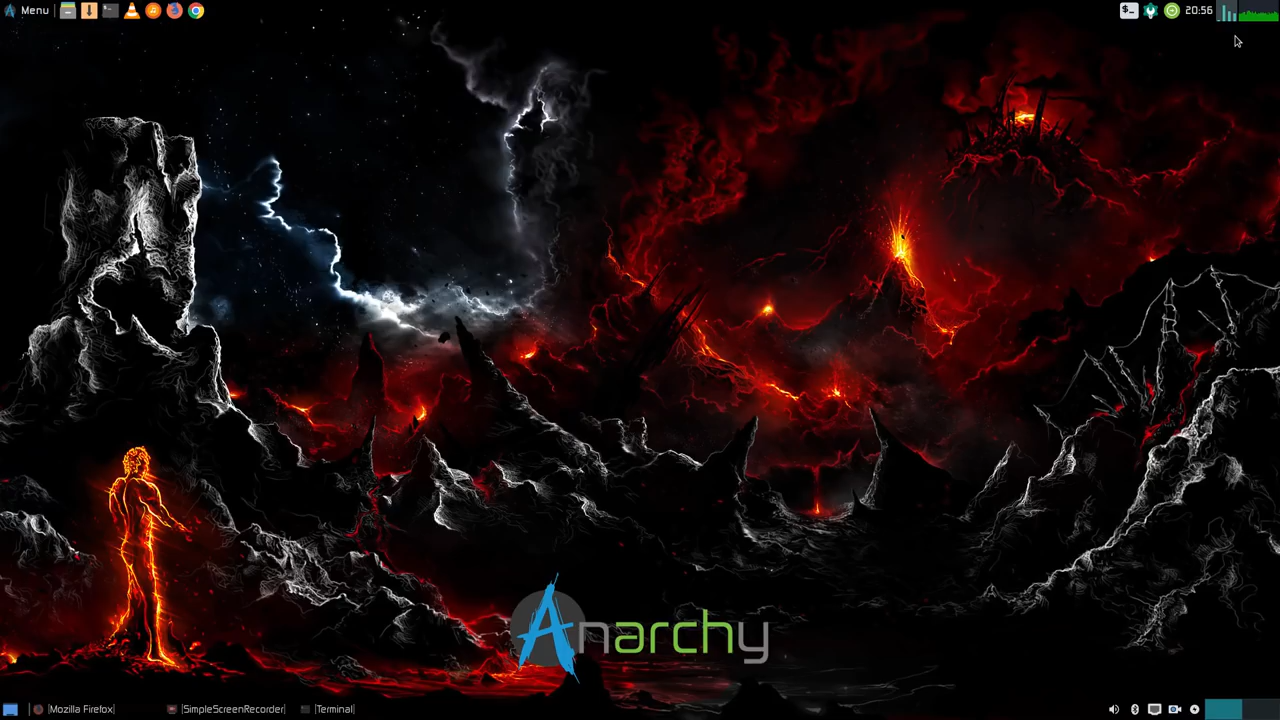 Menu
$_
20:56
Anarchy
|Mozilla Firefox|
|SimpleScreenRecorder|
|Terminal|